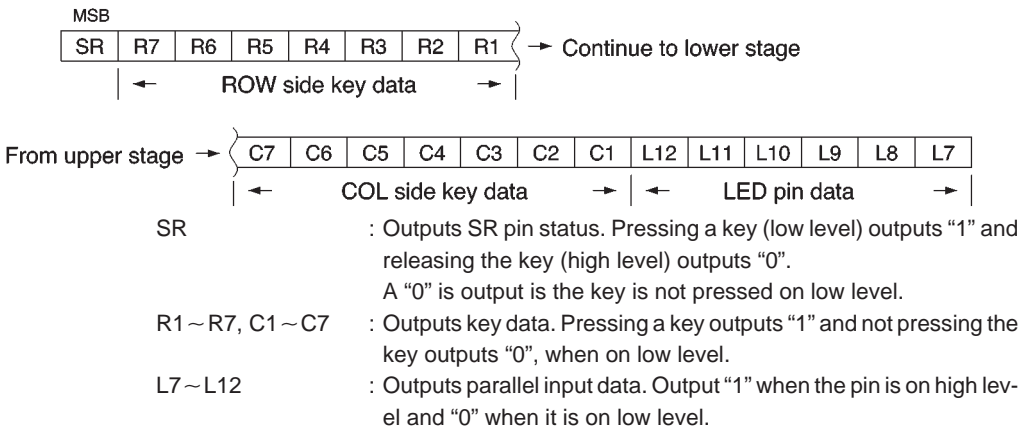 MSB
SR R7 R6 R5 R4 R3 R2 R1 → Continue to lower stage
← ROW side key data →
From upper stage → C7 C6 C5 C4 C3 C2 C1 L12 L11 L10 L9 L8 L7
← COL side key data → ← LED pin data →
SR : Outputs SR pin status. Pressing a key (low level) outputs “1” and
releasing the key (high level) outputs “0”.
A “0” is output is the key is not pressed on low level.
R1~R7, C1~C7 : Outputs key data. Pressing a key outputs “1” and not pressing the
key outputs “0”, when on low level.
L7~L12 : Outputs parallel input data. Output “1” when the pin is on high lev-
el and “0” when it is on low level.